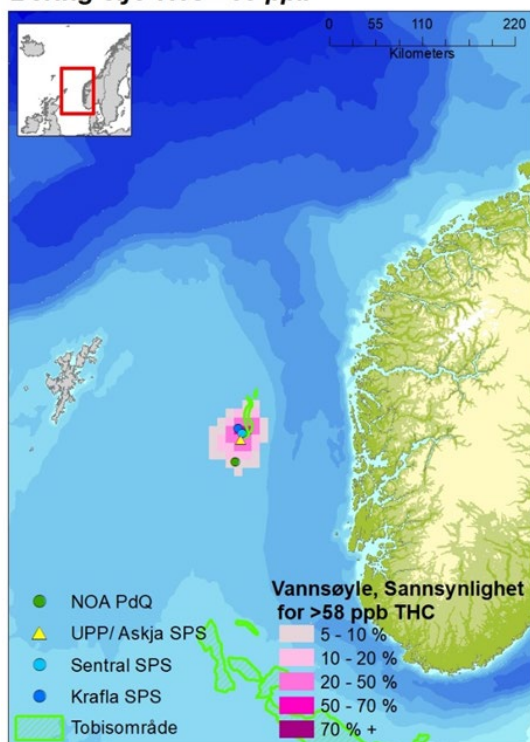 0 55 110 220
Kilometers
NOA PdQ
UPP/ Askja SPS
Sentral SPS
Krafla SPS
Tobisområde
Vannsøyle, Sannsynlighet
for >58 ppb THC
5 - 10 %
10 - 20 %
20 - 50 %
50 - 70 %
70 % +